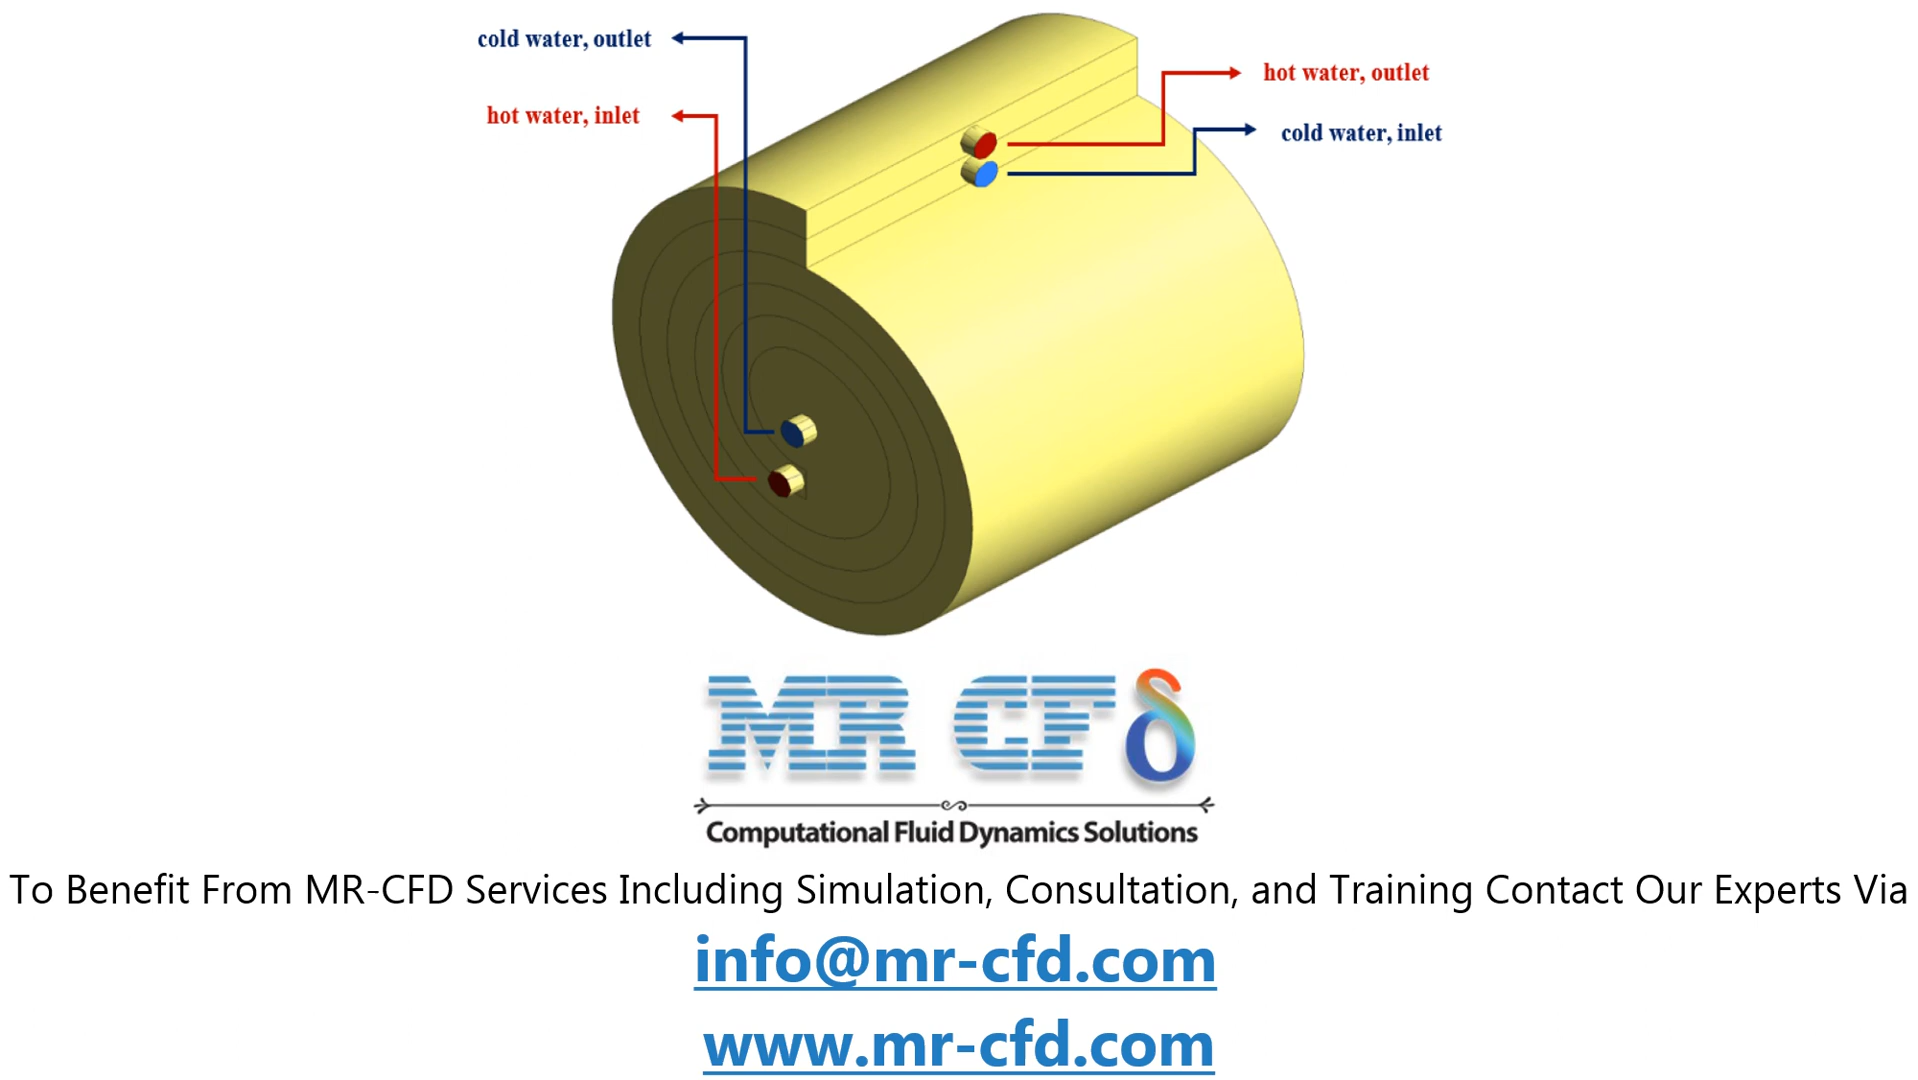 cold water, outlet
hot water, inlet
hot water, outlet
cold water, inlet
MR CFδ
Computational Fluid Dynamics Solutions
To Benefit From MR-CFD Services Including Simulation, Consultation, and Training Contact Our Experts Via
info@mr-cfd.com
www.mr-cfd.com